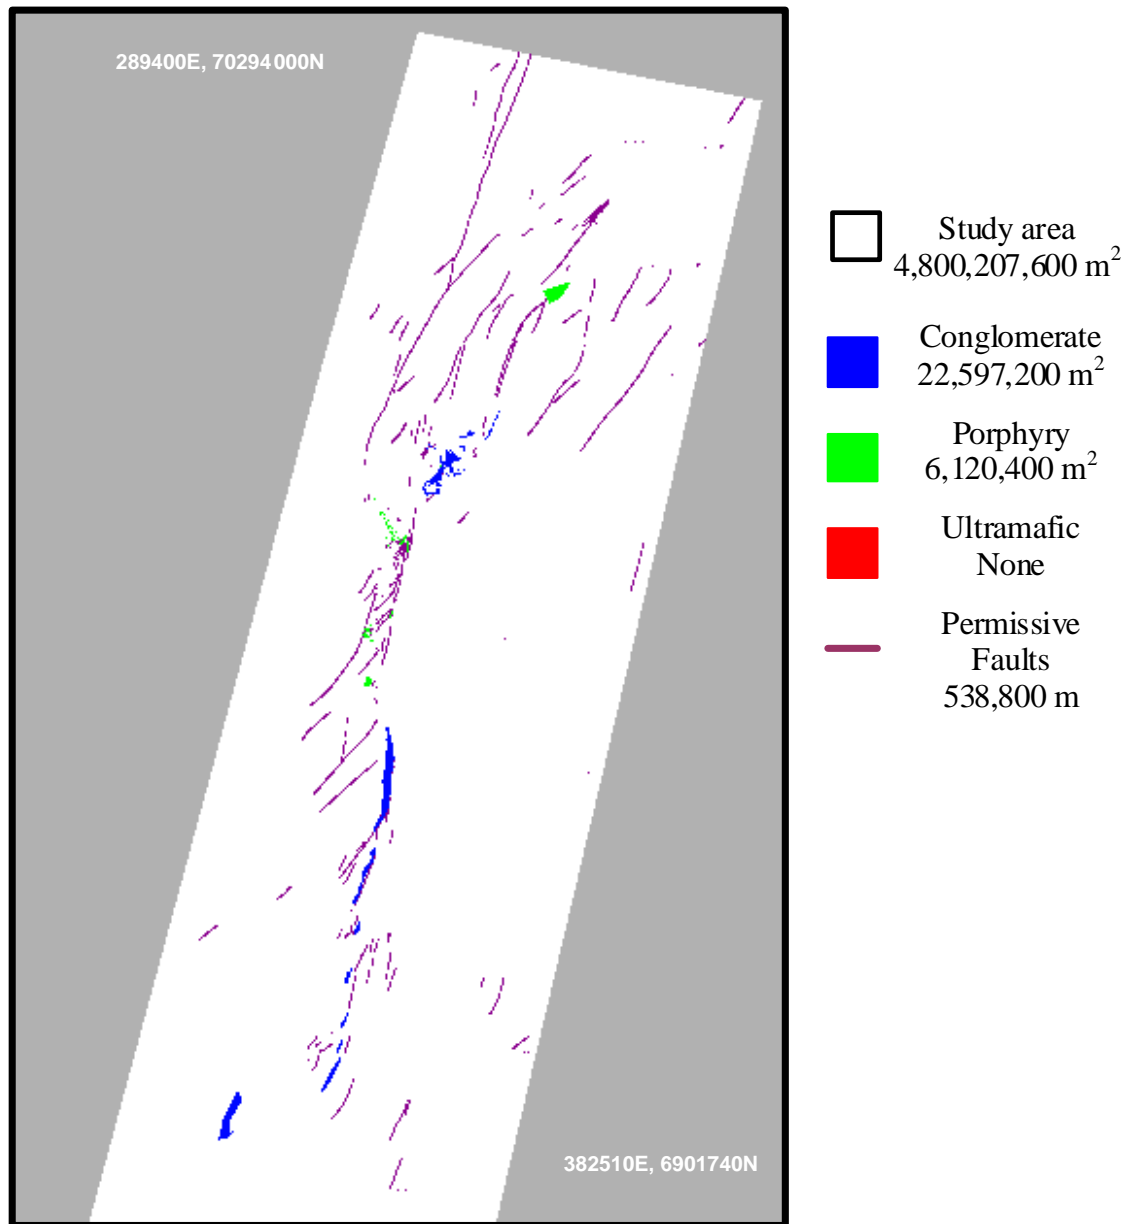 289400E, 70294000N
Study area
4,800,207,600 m²
Conglomerate
22,597,200 m²
Porphyry
6,120,400 m²
Ultramafic
None
Permissive
Faults
538,800 m
382510E, 6901740N